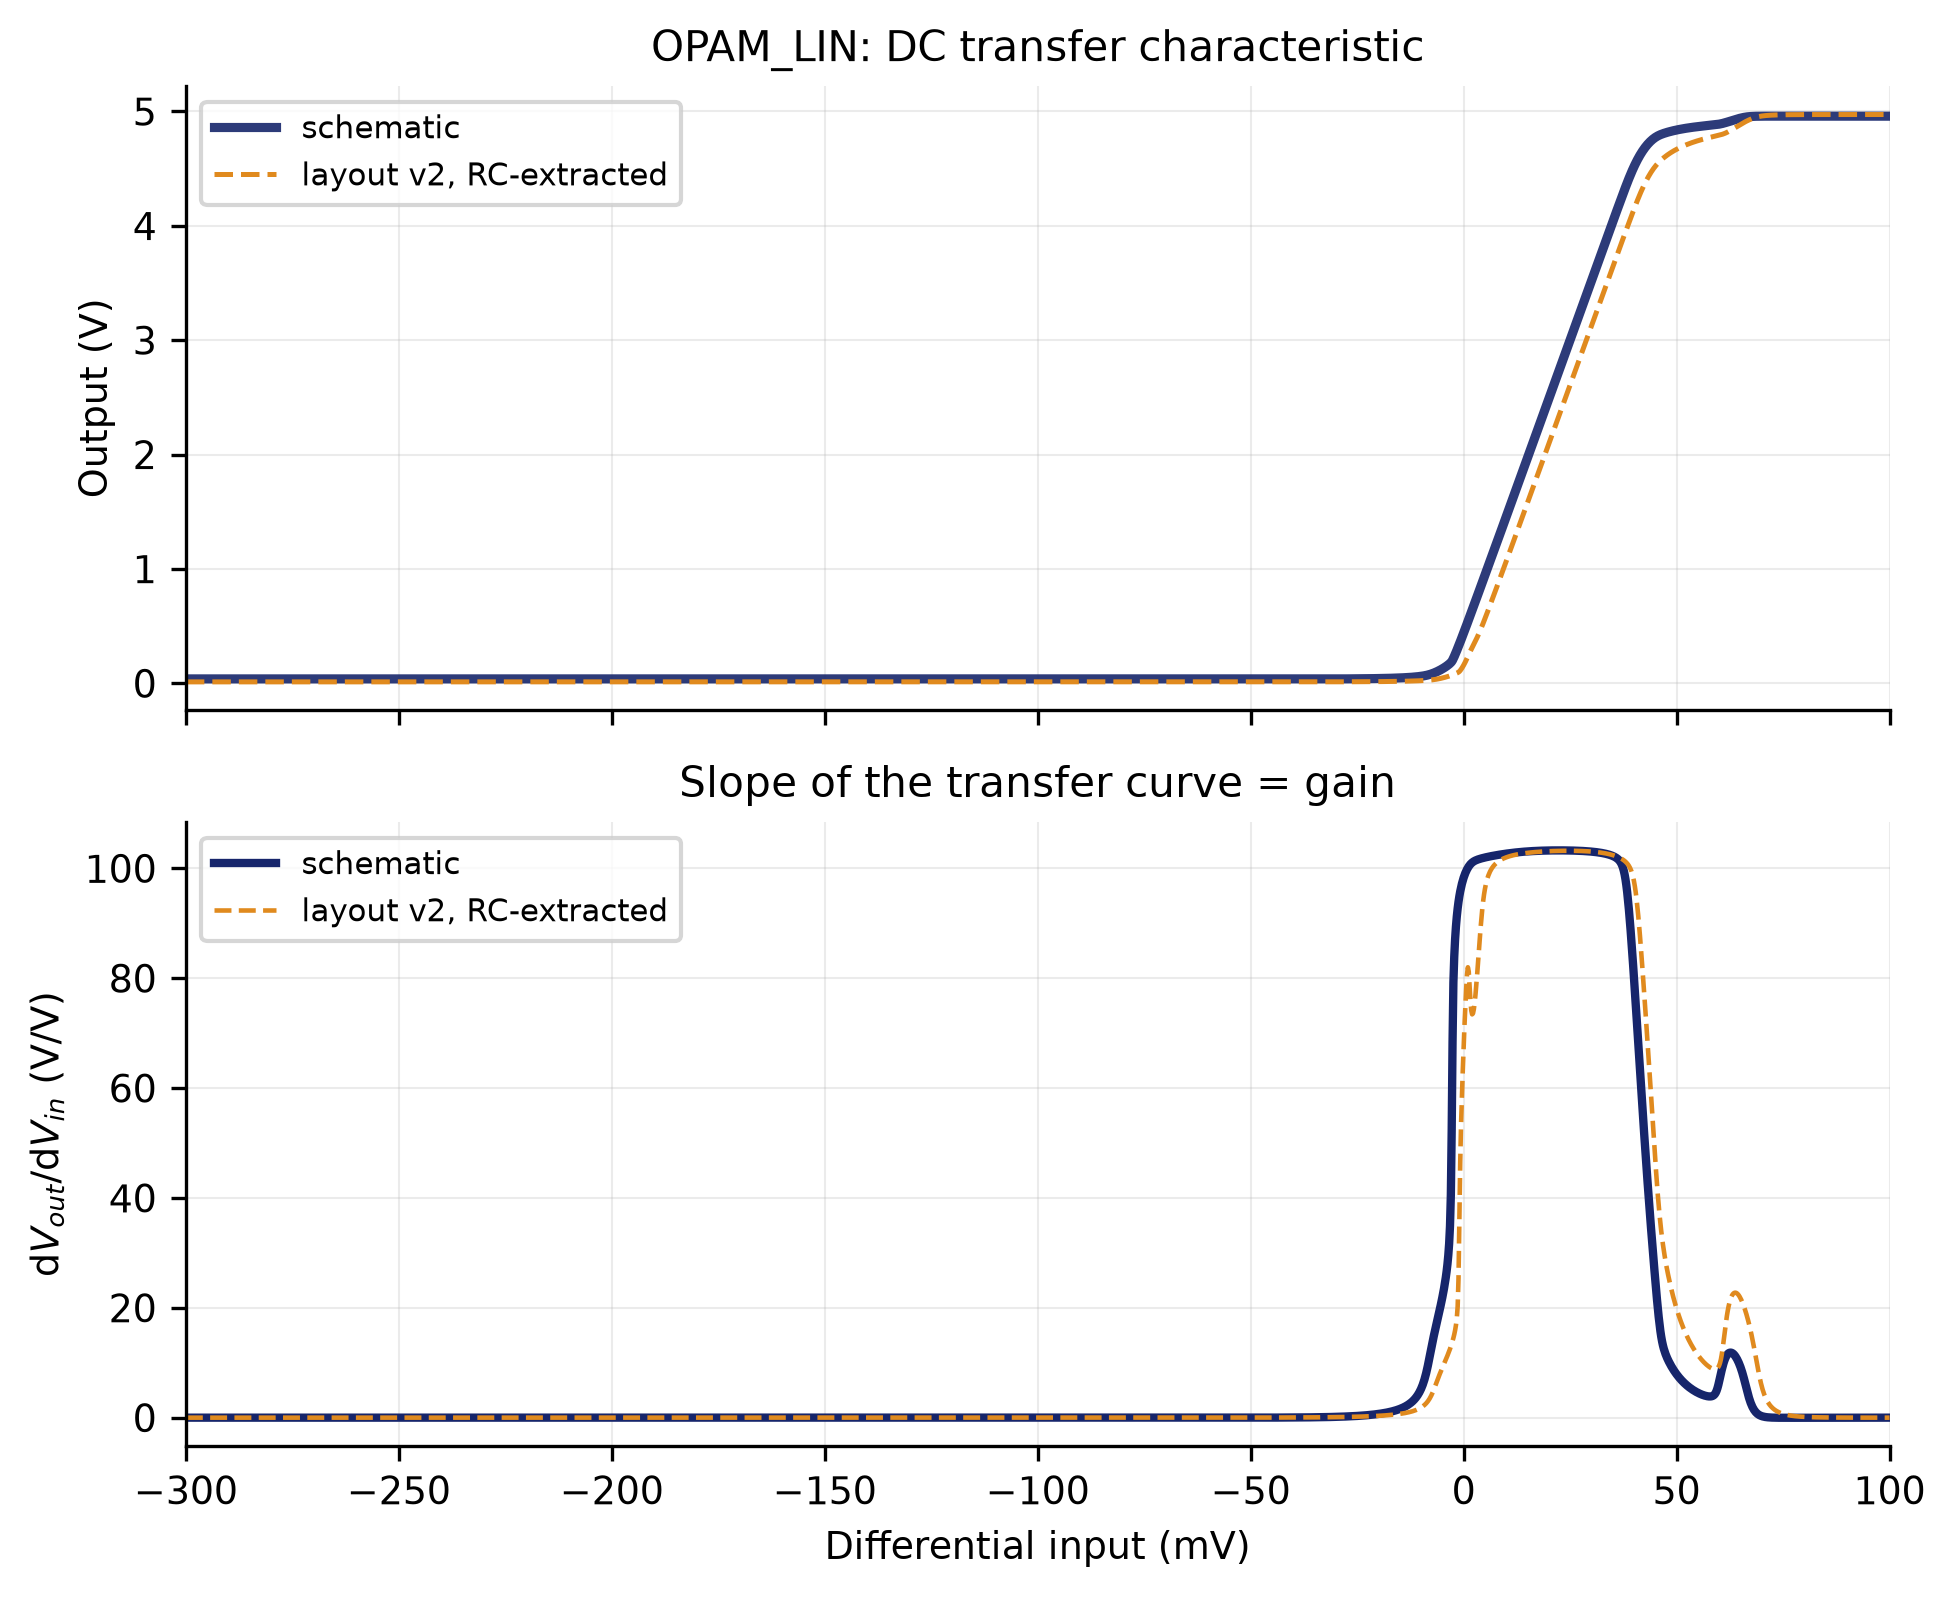 OPAM_LIN: DC transfer characteristic
schematic
layout v2, RC-extracted
Output (V)
5
4
3
2
1
0
Slope of the transfer curve = gain
schematic
layout v2, RC-extracted
dV_out/dV_in (V/V)
100
80
60
40
20
0
−300 −250 −200 −150 −100 −50 0 50 100
Differential input (mV)